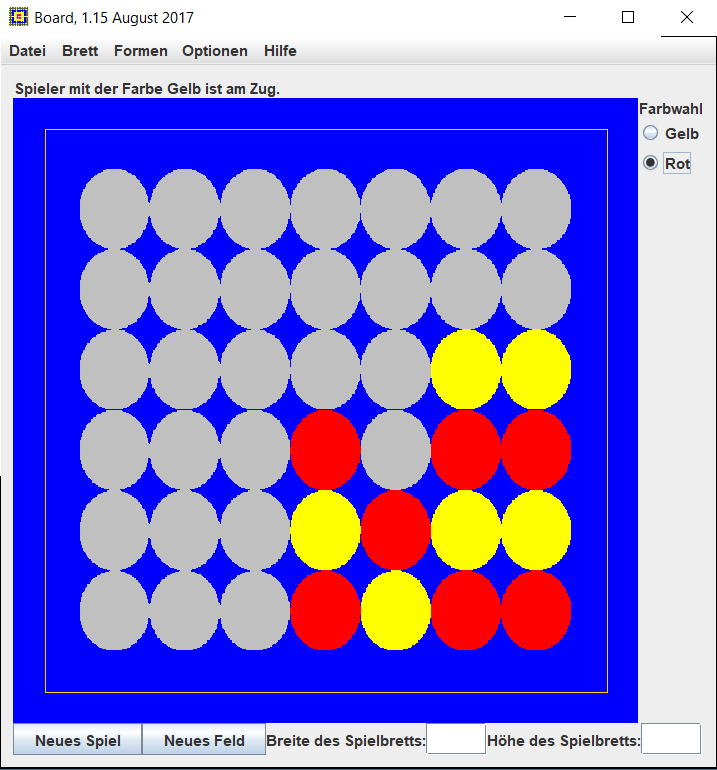 Board, 1.15 August 2017
Datei Brett Formen Optionen Hilfe
Spieler mit der Farbe Gelb ist am Zug.
Farbwahl
Gelb
Rot
Neues Spiel Neues Feld Breite des Spielbretts: Höhe des Spielbretts: